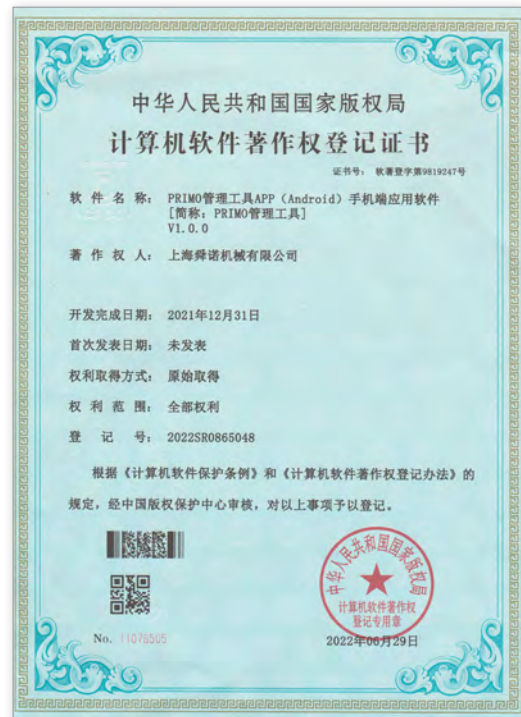 中华人民共和国国家版权局
计算机软件著作权登记证书
证书号： 软著登字第9819247号
软件名称： PRIMO管理工具APP（Android）手机端应用软件
[简称：PRIMO管理工具]
V1.0.0
著作权人： 上海舜诺机械有限公司
开发完成日期： 2021年12月31日
首次发表日期： 未发表
权利取得方式： 原始取得
权利范围： 全部权利
登记号： 2022SR0865048
根据《计算机软件保护条例》和《计算机软件著作权登记办法》的
规定，经中国版权保护中心审核，对以上事项予以登记。
中华人民共和国国家版权局
计算机软件著作权
登记专用章
No. 11076505
2022年06月29日